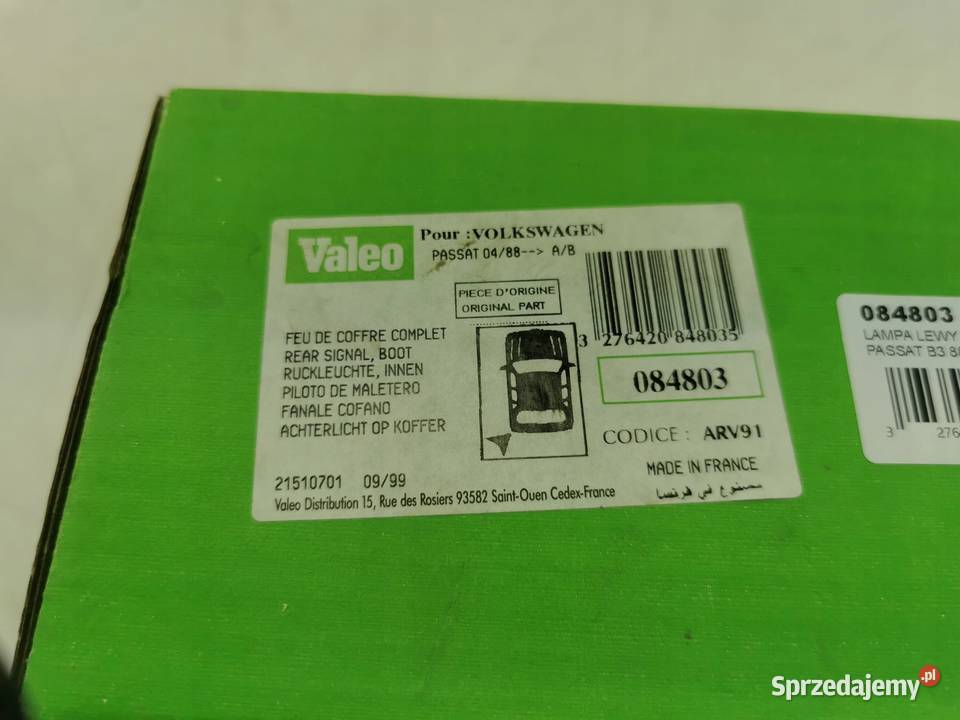 Valeo
Pour :VOLKSWAGEN
PASSAT 04/88--> A/B
PIECE D'ORIGINE
ORIGINAL PART
3 276420 848035
FEU DE COFFRE COMPLET
REAR SIGNAL, BOOT
RUCKLEUCHTE, INNEN
PILOTO DE MALETERO
FANALE COFANO
ACHTERLICHT OP KOFFER
084803
CODICE : ARV91
21510701 09/99
MADE IN FRANCE
Valeo Distribution 15, Rue des Rosiers 93582 Saint-Ouen Cedex-France
مصنوع في فرنسا
084803
LAMPA LEWY
PASSAT B3 88
3 276
Sprzedajemy.pl